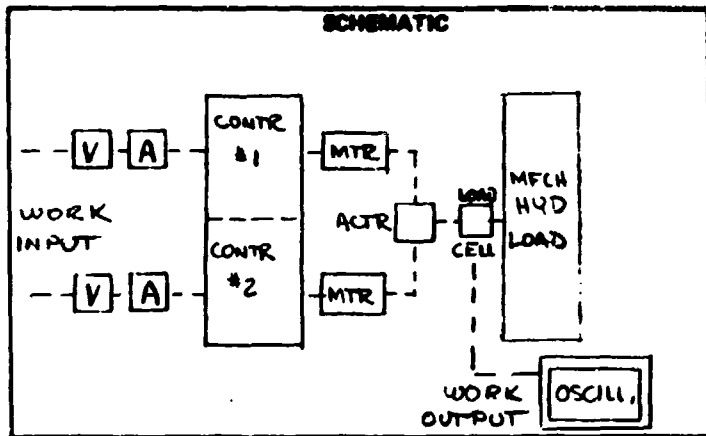 SCHEMATIC
V
A
CONTR
#1
MTR
WORK
INPUT
ACTR
LOAD
CELL
MECH
HYD
LOAD
V
A
CONTR
#2
MTR
WORK
OUTPUT
OSCILL.